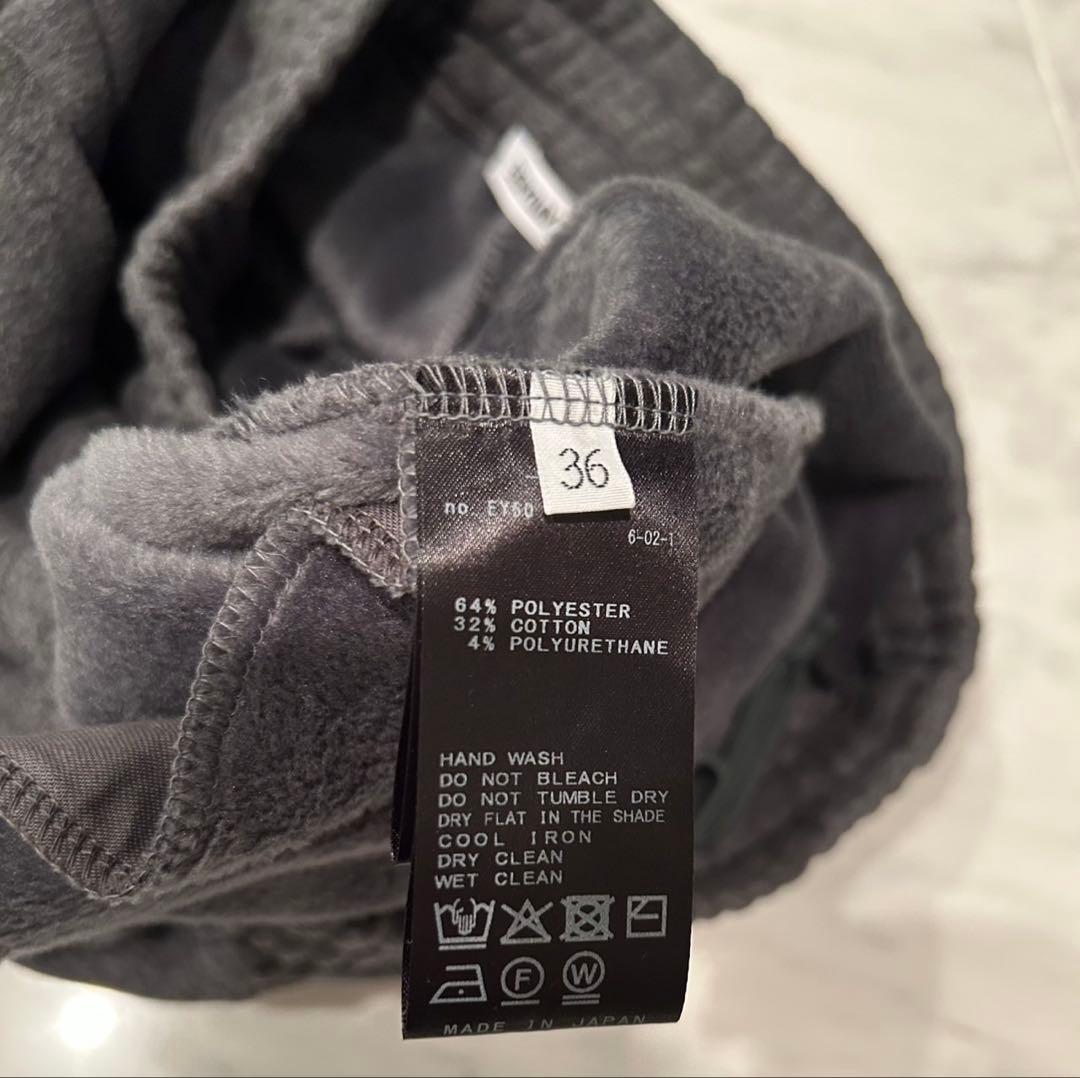 36
no
6-02-1
64% POLYESTER
32% COTTON
4% POLYURETHANE
HAND WASH
DO NOT BLEACH
DO NOT TUMBLE DRY
DRY FLAT IN THE SHADE
COOL IRON
DRY CLEAN
WET CLEAN
F W
MADE IN JAPAN